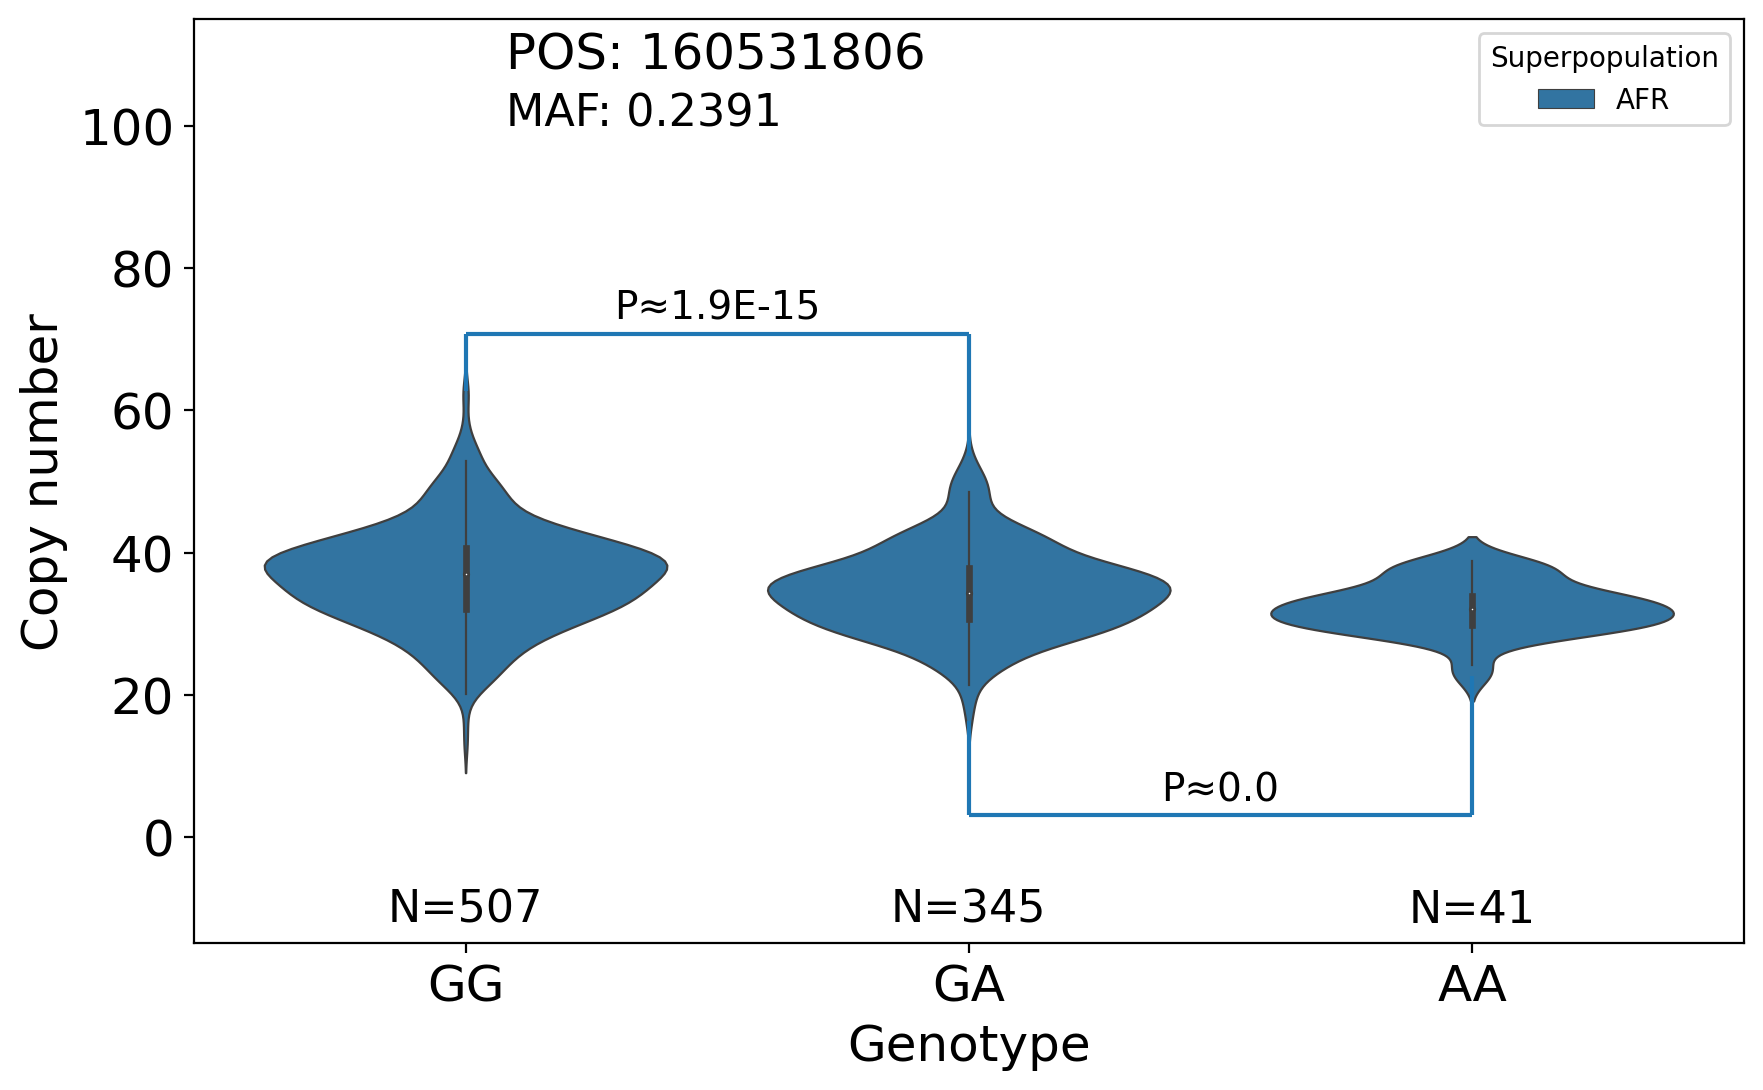 POS: 160531806
MAF: 0.2391
Superpopulation
AFR
Copy number
100
80
60
40
20
0
P≈1.9E-15
P≈0.0
N=507
N=345
N=41
GG
GA
AA
Genotype